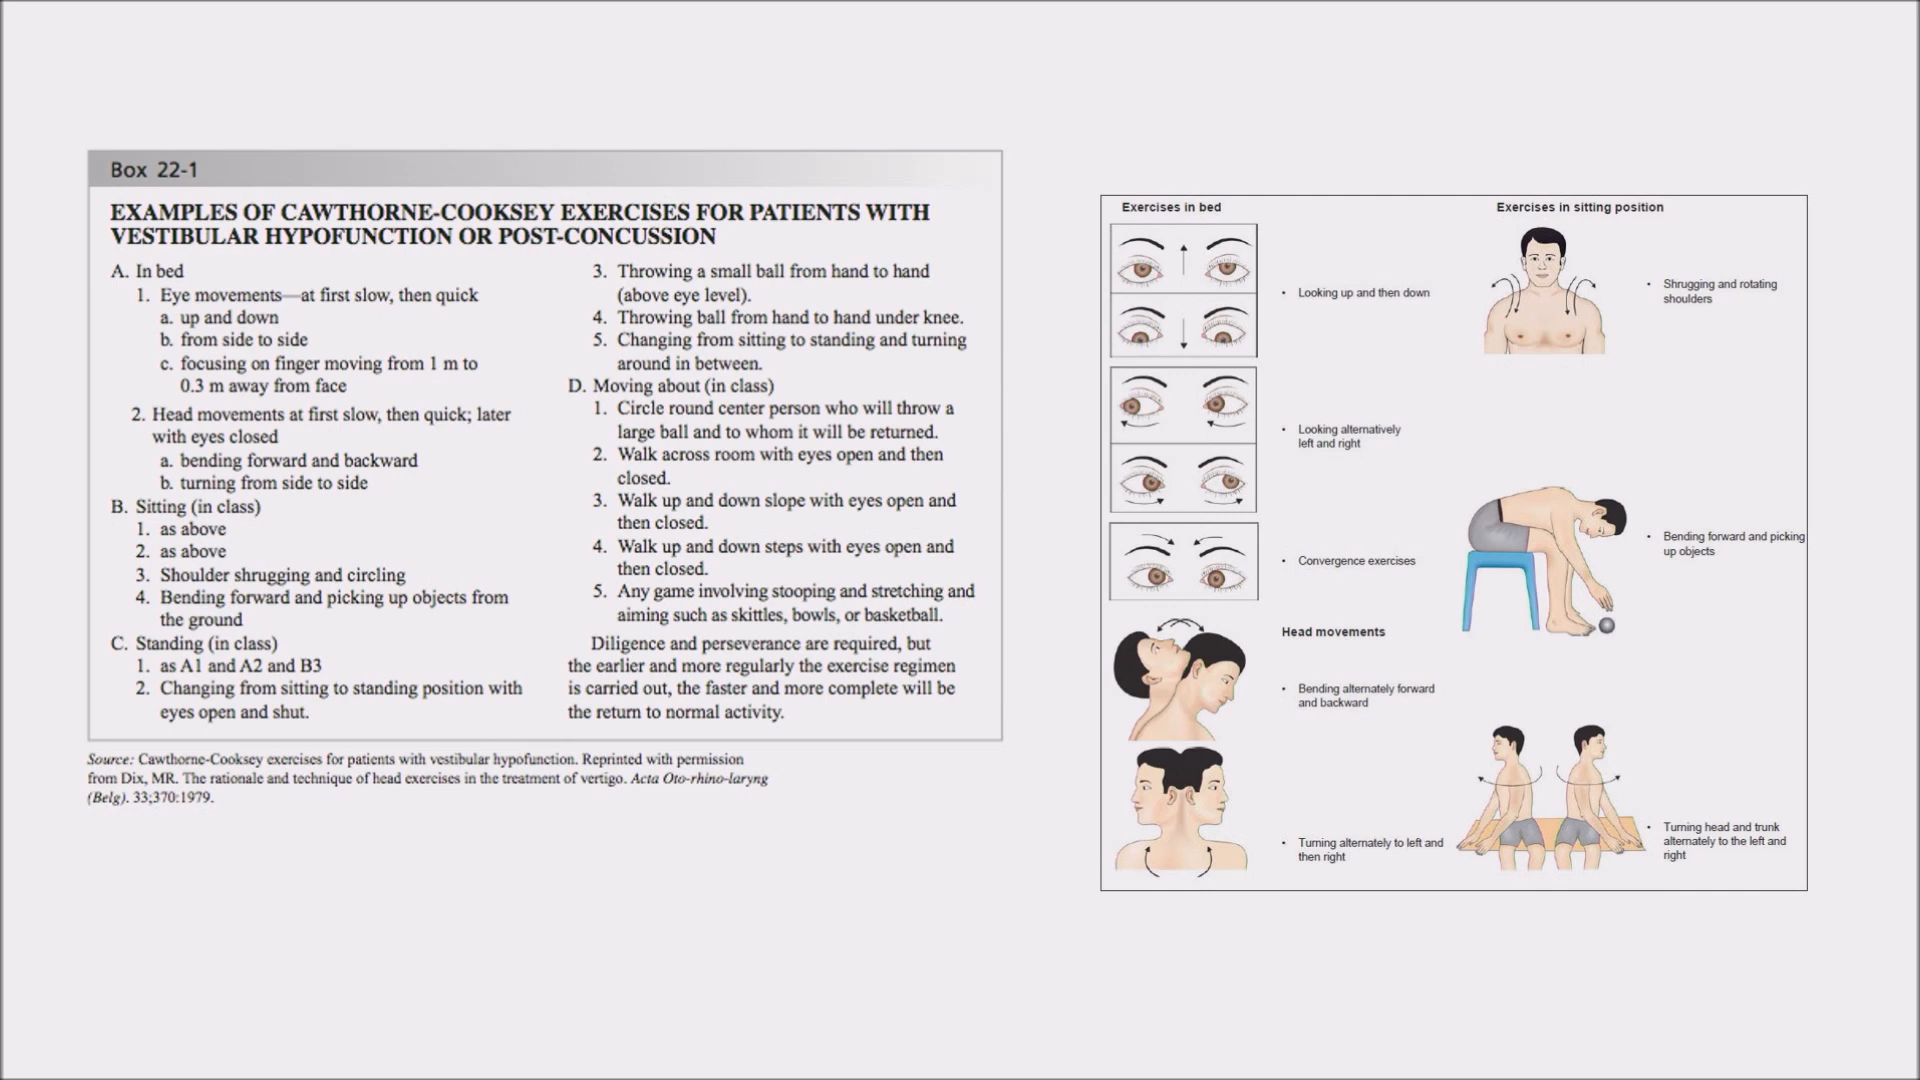 Box 22-1
EXAMPLES OF CAWTHORNE-COOKSEY EXERCISES FOR PATIENTS WITH
VESTIBULAR HYPOFUNCTION OR POST-CONCUSSION
A. In bed
1. Eye movements—at first slow, then quick
a. up and down
b. from side to side
c. focusing on finger moving from 1 m to
0.3 m away from face
2. Head movements at first slow, then quick; later
with eyes closed
a. bending forward and backward
b. turning from side to side
B. Sitting (in class)
1. as above
2. as above
3. Shoulder shrugging and circling
4. Bending forward and picking up objects from
the ground
C. Standing (in class)
1. as A1 and A2 and B3
2. Changing from sitting to standing position with
eyes open and shut.
3. Throwing a small ball from hand to hand
(above eye level).
4. Throwing ball from hand to hand under knee.
5. Changing from sitting to standing and turning
around in between.
D. Moving about (in class)
1. Circle round center person who will throw a
large ball and to whom it will be returned.
2. Walk across room with eyes open and then
closed.
3. Walk up and down slope with eyes open and
then closed.
4. Walk up and down steps with eyes open and
then closed.
5. Any game involving stooping and stretching and
aiming such as skittles, bowls, or basketball.
Diligence and perseverance are required, but
the earlier and more regularly the exercise regimen
is carried out, the faster and more complete will be
the return to normal activity.
Source: Cawthorne-Cooksey exercises for patients with vestibular hypofunction. Reprinted with permission
from Dix, MR. The rationale and technique of head exercises in the treatment of vertigo. Acta Oto-rhino-laryng
(Belg). 33;370:1979.
Exercises in bed
• Looking up and then down
• Looking alternatively
left and right
• Convergence exercises
Head movements
• Bending alternately forward
and backward
• Turning alternately to left and
then right
Exercises in sitting position
• Shrugging and rotating
shoulders
• Bending forward and picking
up objects
• Turning head and trunk
alternately to the left and
right